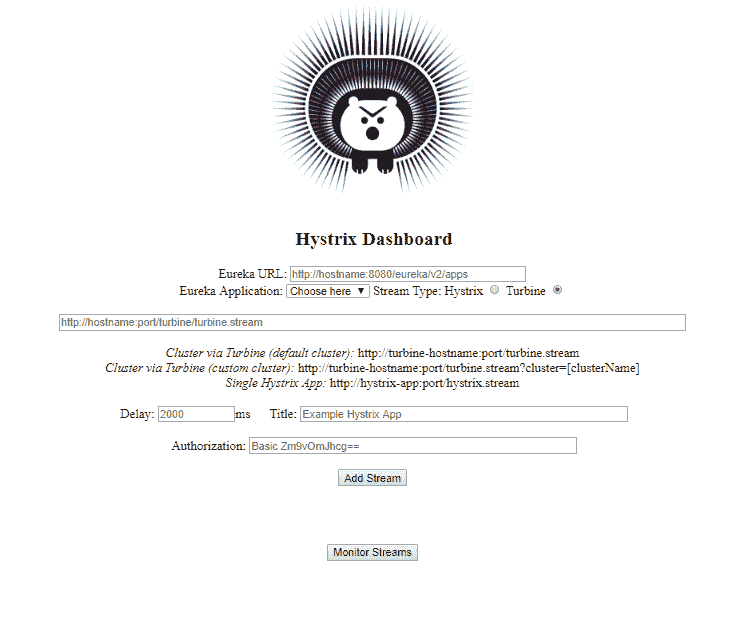 Hystrix Dashboard
Eureka URL: http://hostname:8080/eureka/v2/apps
Eureka Application: Choose here ▼ Stream Type: Hystrix Turbine
http://hostname:port/turbine/turbine.stream
Cluster via Turbine (default cluster): http://turbine-hostname:port/turbine.stream
Cluster via Turbine (custom cluster): http://turbine-hostname:port/turbine.stream?cluster=[clusterName]
Single Hystrix App: http://hystrix-app:port/hystrix.stream
Delay: 2000 ms Title: Example Hystrix App
Authorization: Basic Zm9vOmJhcg==
Add Stream
Monitor Streams